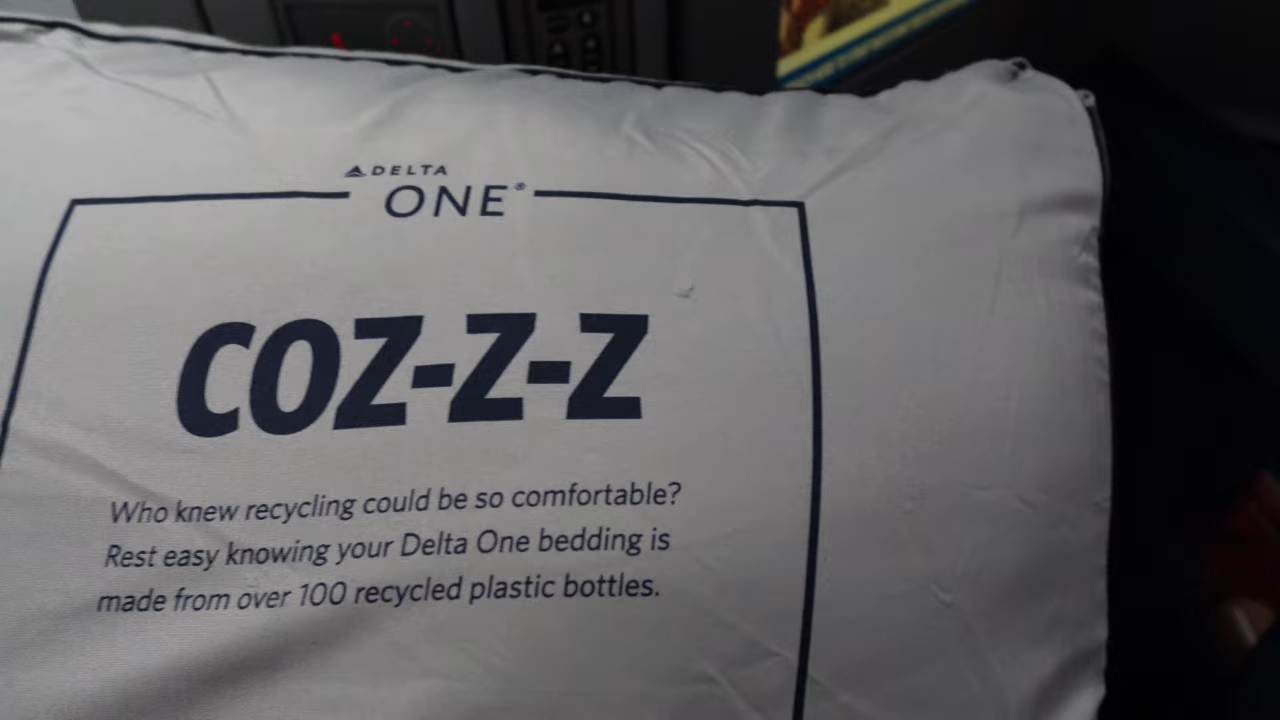 DELTA
ONE®
COZ-Z-Z
Who knew recycling could be so comfortable?
Rest easy knowing your Delta One bedding is
made from over 100 recycled plastic bottles.